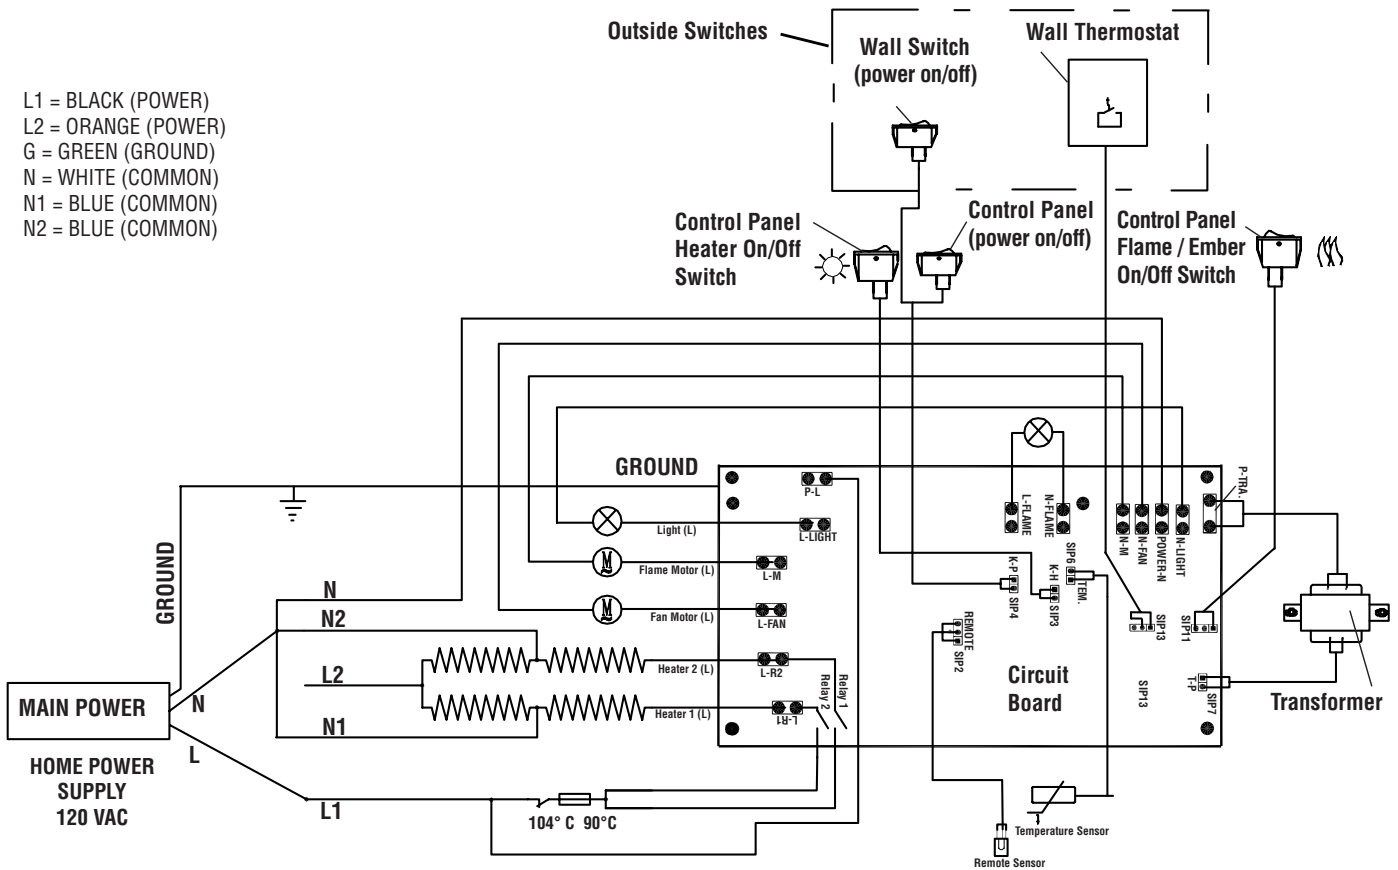 Outside Switches
Wall Switch
(power on/off)
Wall Thermostat
L1 = BLACK (POWER)
L2 = ORANGE (POWER)
G = GREEN (GROUND)
N = WHITE (COMMON)
N1 = BLUE (COMMON)
N2 = BLUE (COMMON)
Control Panel
Heater On/Off
Switch
Control Panel
(power on/off)
Control Panel
Flame / Ember
On/Off Switch
GROUND
P-L
L-FLAME
N-FLAME
P-TRA.
Light (L)
L-LIGHT
N-M
N-FAN
POWER-N
N-LIGHT
GROUND
M
Flame Motor (L)
L-M
K-P
SIP4
K-H
SIP3
SIP6
TEM.
N
M
Fan Motor (L)
L-FAN
REMOTE
SIP2
SIP13
SIP11
N2
Heater 2 (L)
L-R2
L2
Relay 1
Relay 2
Circuit
Board
SIP13
T-P
SIP7
Transformer
MAIN POWER
N
N1
Heater 1 (L)
L-R1
L
HOME POWER
SUPPLY
120 VAC
L1
104° C 90°C
Temperature Sensor
Remote Sensor